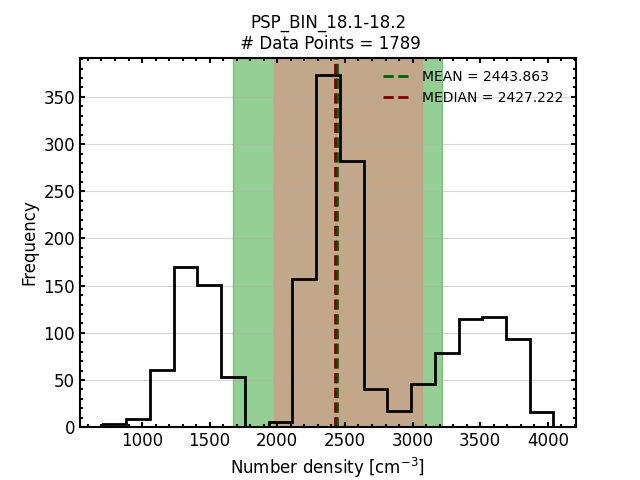 PSP_BIN_18.1-18.2
# Data Points = 1789
MEAN = 2443.863
MEDIAN = 2427.222
Frequency
350
300
250
200
150
100
50
0
1000 1500 2000 2500 3000 3500 4000
Number density [cm⁻³]